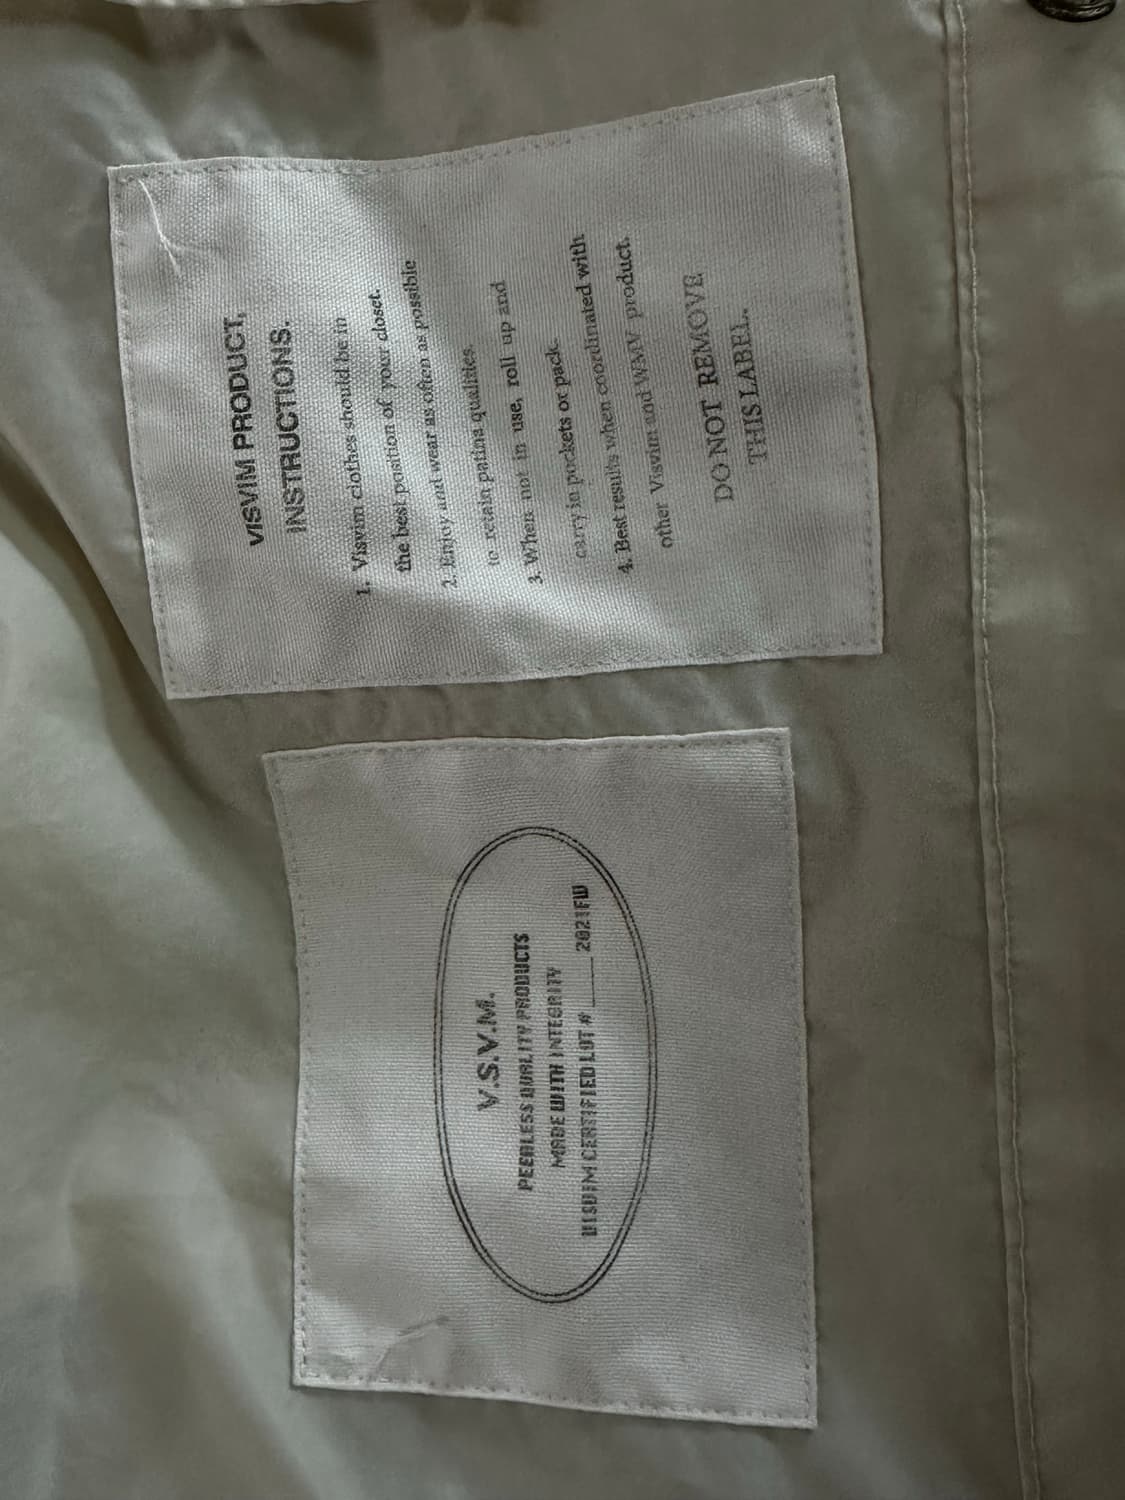 VISVIM PRODUCT,
INSTRUCTIONS.
1. Visvim clothes should be in
the best position of your closet.
2. Enjoy and wear as often as possible
to retain patina qualities.
3. When not in use, roll up and
carry in pockets or pack.
4. Best results when coordinated with
other Visvim and WMV product.
DO NOT REMOVE
THIS LABEL.
V.S.V.M.
PEERLESS QUALITY PRODUCTS
MADE WITH INTEGRITY
VISVIM CERTIFIED LOT # ____2021FW